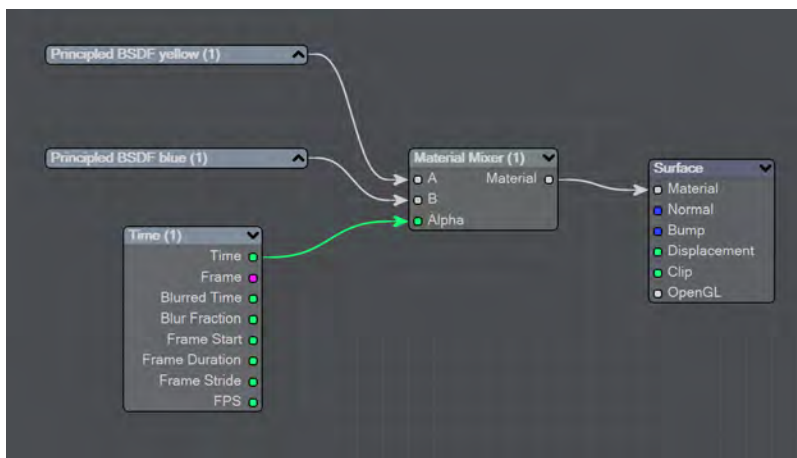 Principled BSDF yellow (1)
Principled BSDF blue (1)
Material Mixer (1)
A Material
B
Alpha
Surface
Material
Normal
Bump
Displacement
Clip
OpenGL
Time (1)
Time
Frame
Blurred Time
Blur Fraction
Frame Start
Frame Duration
Frame Stride
FPS